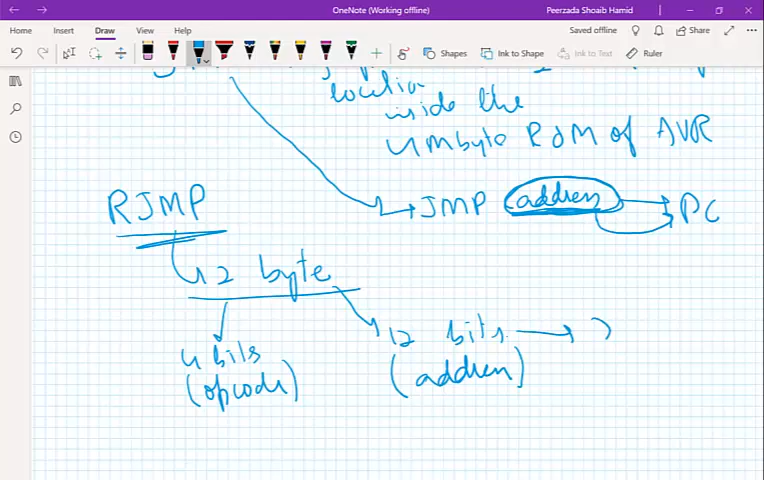 OneNote (Working offline)
Peerzada Shoaib Hamid
Home Insert Draw View Help
Saved offline
Share
Shapes Ink to Shape Ink to Text Ruler
location
inside the
4 mbyte ROM of AVR
RJMP
JMP address PC
2 byte
4 bits
(opcode)
12 bits
(address)